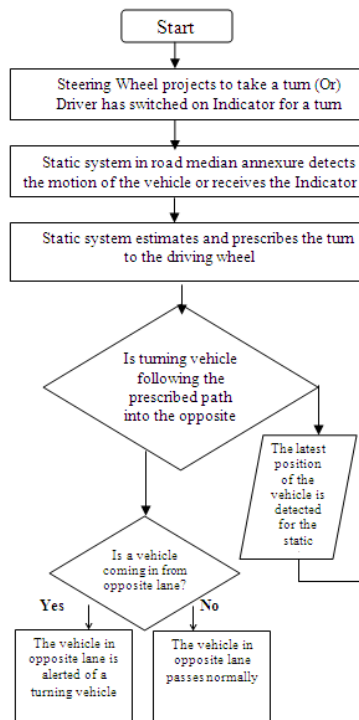 Start
Steering Wheel projects to take a turn (Or)
Driver has switched on Indicator for a turn
Static system in road median annexure detects
the motion of the vehicle or receives the Indicator
Static system estimates and prescribes the turn
to the driving wheel
Is turning vehicle
following the
prescribed path
into the opposite
The latest
position
of the
vehicle is
detected
for the
static
Is a vehicle
coming in from
opposite lane?
Yes
No
The vehicle in
opposite lane is
alerted of a
turning vehicle
The vehicle in
opposite lane
passes normally